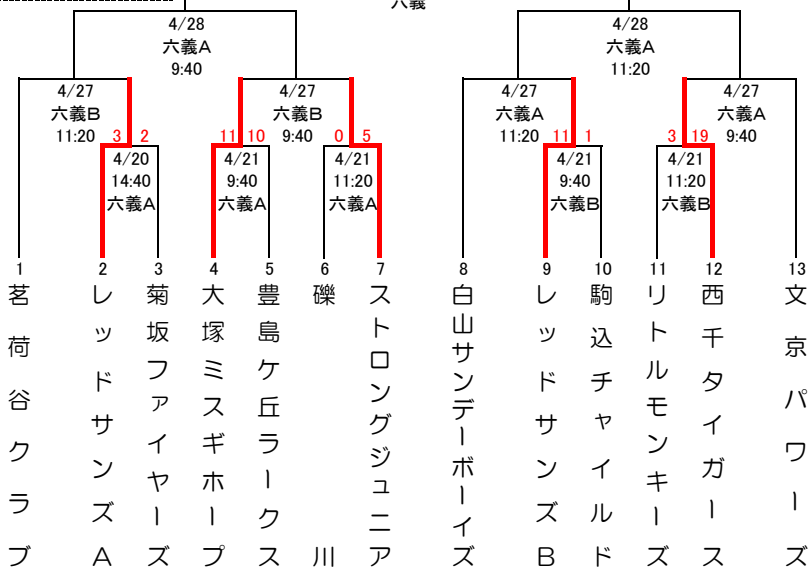 六義
4/28
六義A
9:40
4/28
六義A
11:20
4/27
六義B
11:20
4/27
六義B
9:40
4/27
六義A
11:20
4/27
六義A
9:40
3 2
11 10
0 5
11 1
3 19
4/20
14:40
六義A
4/21
9:40
六義A
4/21
11:20
六義A
4/21
9:40
六義B
4/21
11:20
六義B
1
茗荷谷クラブ
2
レッドサンズA
3
菊坂ファイヤーズ
4
大塚ミスギホープ
5
豊島ケ丘ラークス
6
礫川
7
ストロングジュニア
8
白山サンデーボーイズ
9
レッドサンズB
10
駒込チャイルド
11
リトルモンキーズ
12
西千タイガース
13
文京パワーズ